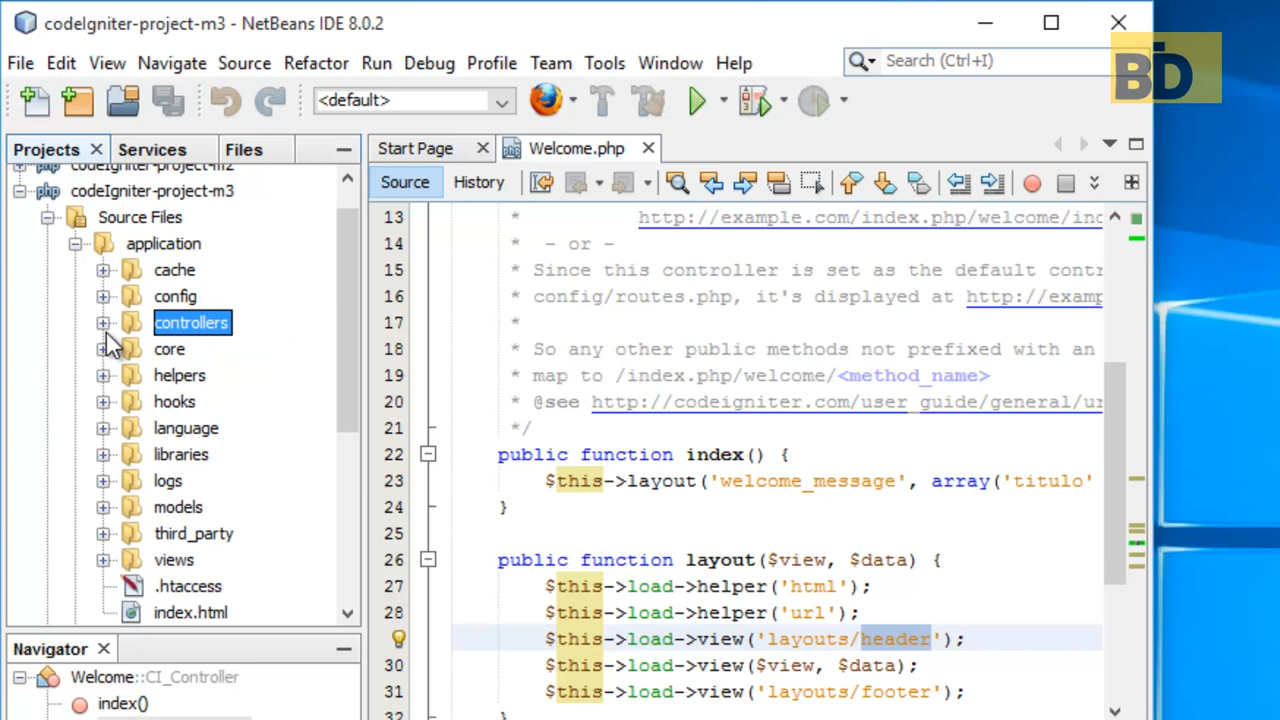 codeIgniter-project-m3 - NetBeans IDE 8.0.2
File Edit View Navigate Source Refactor Run Debug Profile Team Tools Window Help
Search (Ctrl+I)
BD
<default>
Projects
Services
Files
Start Page
Welcome.php
codeIgniter-project-m2
codeIgniter-project-m3
Source Files
application
cache
config
controllers
core
helpers
hooks
language
libraries
logs
models
third_party
views
.htaccess
index.html
Source
History
13 * http://example.com/index.php/welcome/inc
14 * - or -
15 * Since this controller is set as the default contr
16 * config/routes.php, it's displayed at http://examp
17 *
18 * So any other public methods not prefixed with an
19 * map to /index.php/welcome/<method_name>
20 * @see http://codeigniter.com/user_guide/general/ur
21 */
22 public function index() {
23 $this->layout('welcome_message', array('titulo'
24 }
25
26 public function layout($view, $data) {
27 $this->load->helper('html');
28 $this->load->helper('url');
$this->load->view('layouts/header');
30 $this->load->view($view, $data);
31 $this->load->view('layouts/footer');
32 }
Navigator
Welcome::CI_Controller
index()